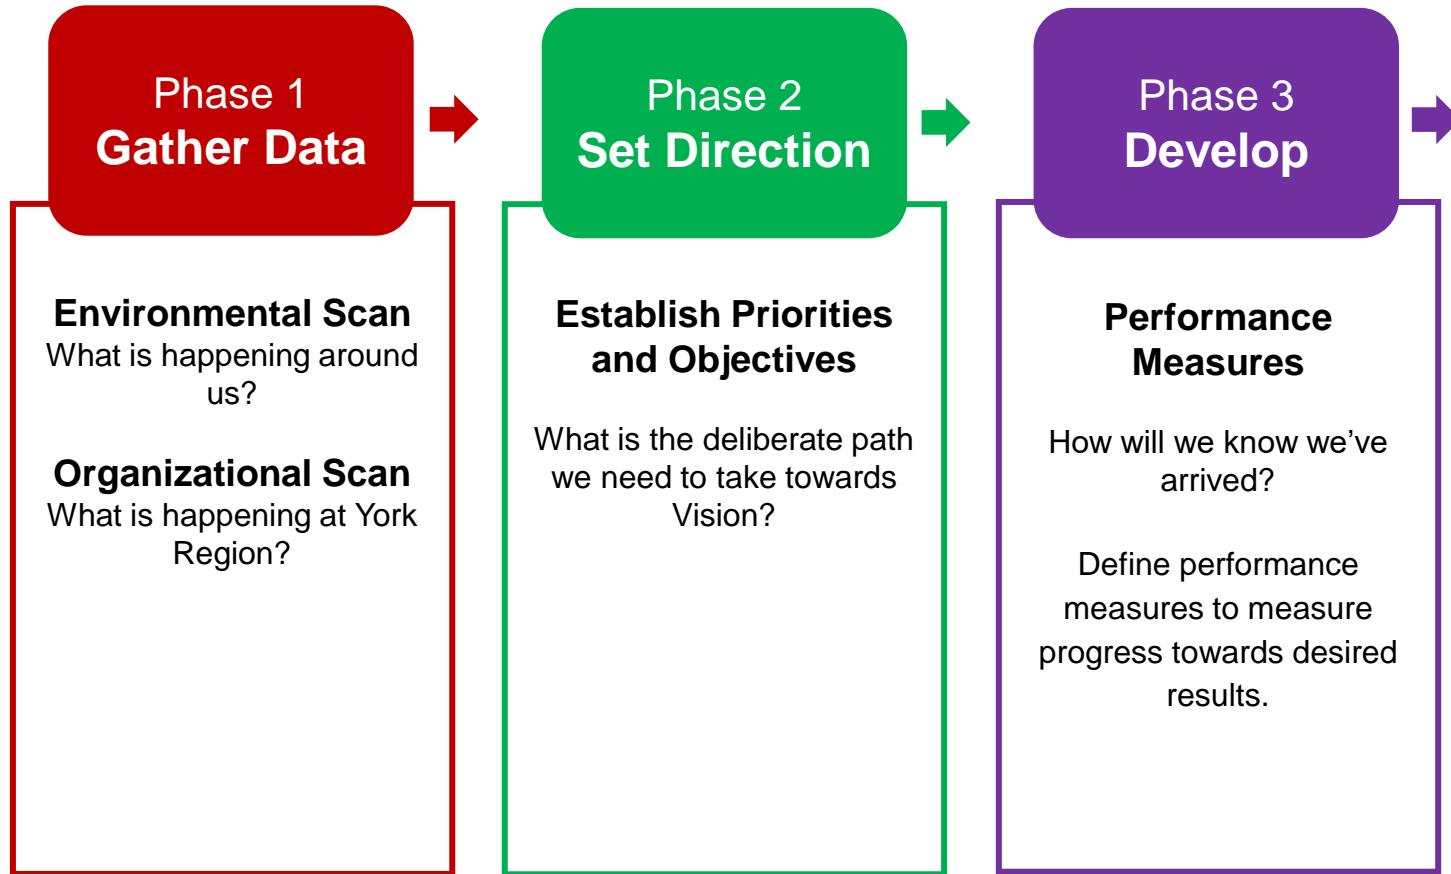 Phase 1
Gather Data
Environmental Scan
What is happening around
us?
Organizational Scan
What is happening at York
Region?
Phase 2
Set Direction
Establish Priorities
and Objectives
What is the deliberate path
we need to take towards
Vision?
Phase 3
Develop
Performance
Measures
How will we know we’ve
arrived?
Define performance
measures to measure
progress towards desired
results.